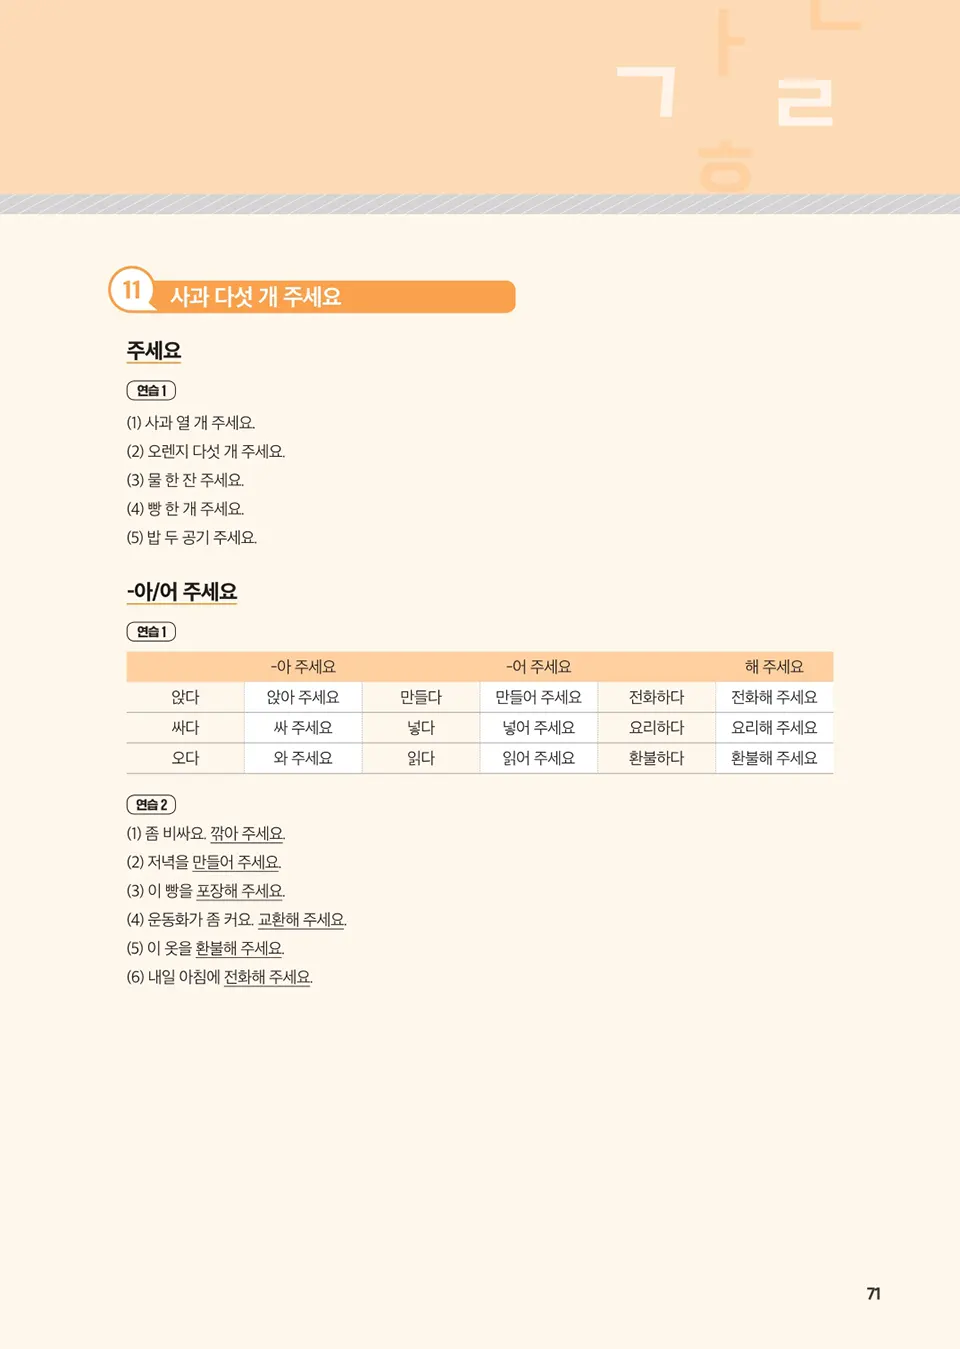 ㄱ ㅏ ㄴ ㄹ ㅎ
11 사과 다섯 개 주세요
주세요
연습 1
(1) 사과 열 개 주세요.
(2) 오렌지 다섯 개 주세요.
(3) 물 한 잔 주세요.
(4) 빵 한 개 주세요.
(5) 밥 두 공기 주세요.
-아/어 주세요
연습 1
-아 주세요 -어 주세요 해 주세요
앉다 앉아 주세요 만들다 만들어 주세요 전화하다 전화해 주세요
싸다 싸 주세요 넣다 넣어 주세요 요리하다 요리해 주세요
오다 와 주세요 읽다 읽어 주세요 환불하다 환불해 주세요
연습 2
(1) 좀 비싸요. 깎아 주세요.
(2) 저녁을 만들어 주세요.
(3) 이 빵을 포장해 주세요.
(4) 운동화가 좀 커요. 교환해 주세요.
(5) 이 옷을 환불해 주세요.
(6) 내일 아침에 전화해 주세요.
71